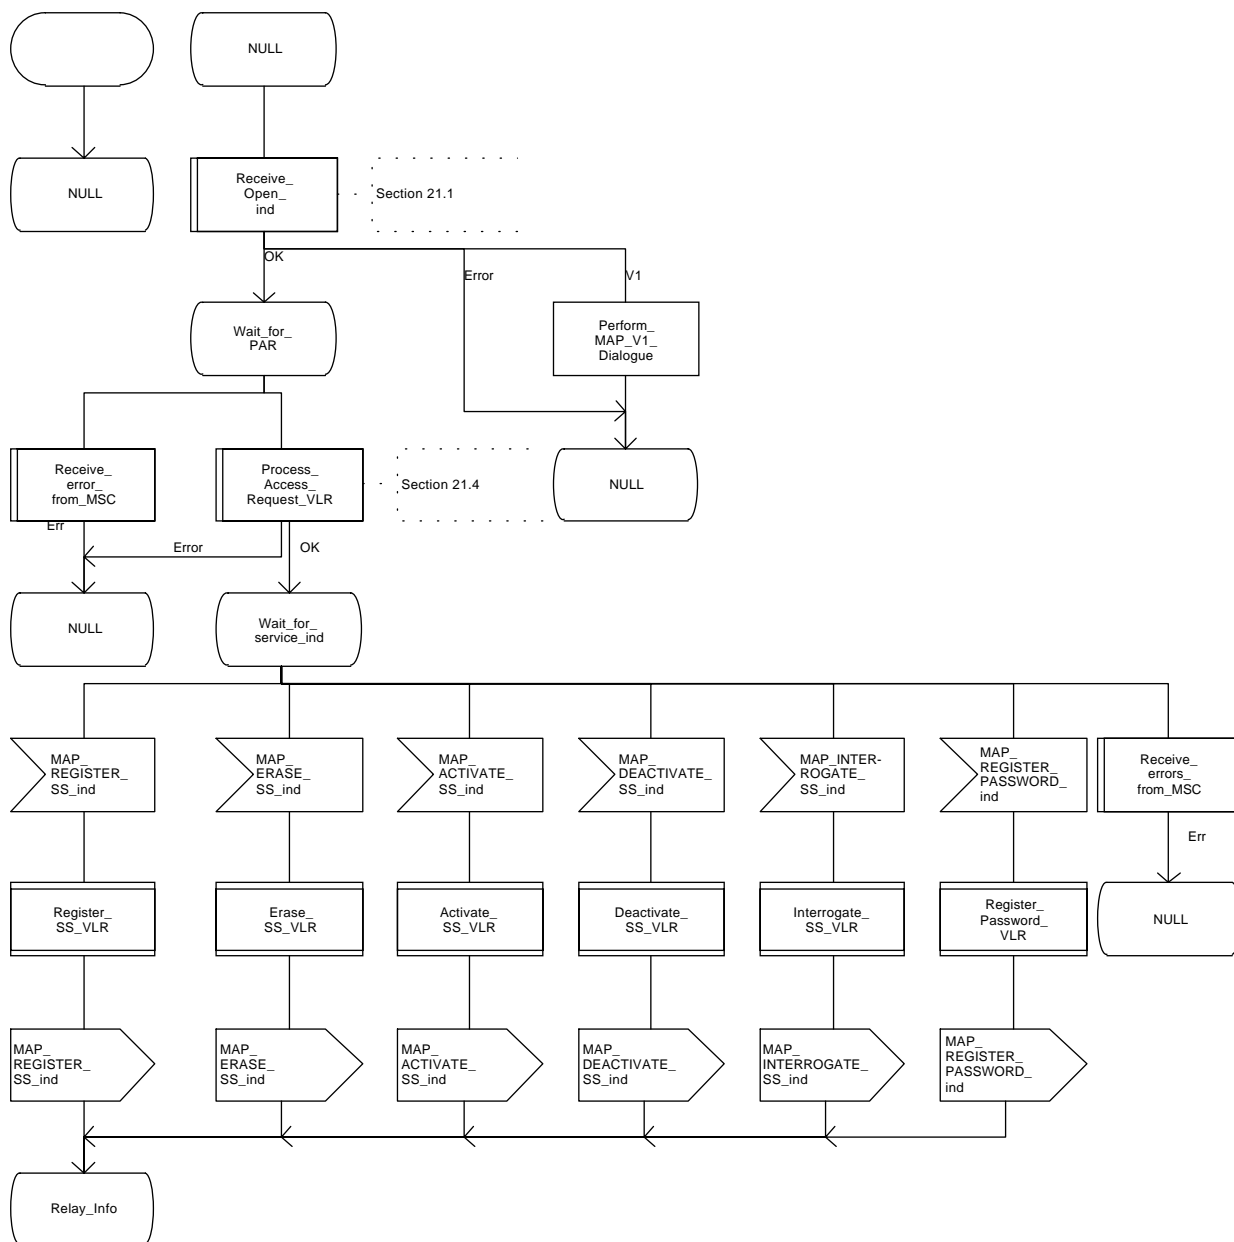 NULL
NULL
Receive_
Open_
ind
Section 21.1
OK
Error
V1
Wait_for_
PAR
Perform_
MAP_V1_
Dialogue
Receive_
error_
from_MSC
Process_
Access_
Request_VLR
Section 21.4
NULL
Err
Error
OK
NULL
Wait_for_
service_ind
MAP_
REGISTER_
SS_ind
MAP_
ERASE_
SS_ind
MAP_
ACTIVATE_
SS_ind
MAP_
DEACTIVATE_
SS_ind
MAP_INTER-
ROGATE_
SS_ind
MAP_
REGISTER_
PASSWORD_
ind
Receive_
errors_
from_MSC
Err
Register_
SS_VLR
Erase_
SS_VLR
Activate_
SS_VLR
Deactivate_
SS_VLR
Interrogate_
SS_VLR
Register_
Password_
VLR
NULL
MAP_
REGISTER_
SS_ind
MAP_
ERASE_
SS_ind
MAP_
ACTIVATE_
SS_ind
MAP_
DEACTIVATE_
SS_ind
MAP_
INTERROGATE_
SS_ind
MAP_
REGISTER_
PASSWORD_
ind
Relay_Info